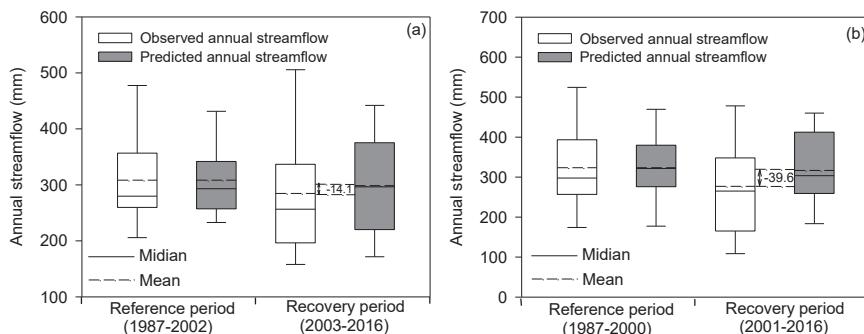 600
500
400
300
200
100
Annual streamflow (mm)
(a)
Observed annual streamflow
Predicted annual streamflow
-14.1
Midian
Mean
Reference period
(1987-2002)
Recovery period
(2003-2016)
700
600
500
400
300
200
100
0
Annual streamflow (mm)
(b)
Observed annual streamflow
Predicted annual streamflow
-39.6
Midian
Mean
Reference period
(1987-2000)
Recovery period
(2001-2016)